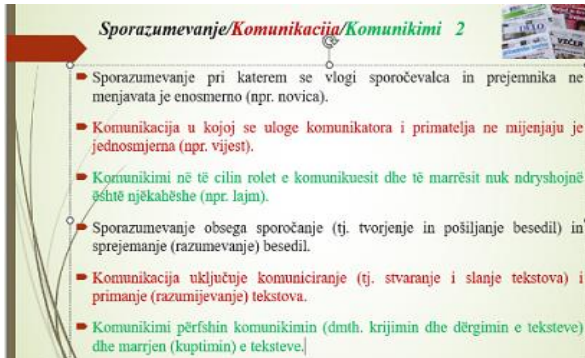 Sporazumevanje/Komunikacija/Komunikimi 2
VEČER
Sporazumevanje pri katerem se vlogi sporočevalca in prejemnika ne
menjavata je enosmerno (npr. novica).
Komunikacija u kojoj se uloge komunikatora i primatelja ne mijenjaju je
jednosmjerna (npr. vijest).
Komunikimi në të cilin rolet e komunikuesit dhe të marrësit nuk ndryshojnë
është njëkahëshe (npr. lajm).
Sporazumevanje obsega sporočanje (tj. tvorjenje in pošiljanje besedil) in
sprejemanje (razumevanje) besedil.
Komunikacija uključuje komuniciranje (tj. stvaranje i slanje tekstova) i
primanje (razumijevanje) tekstova.
Komunikimi përfshin komunikimin (dmth. krijimin dhe dërgimin e teksteve)
dhe marrjen (kuptimin) e teksteve.